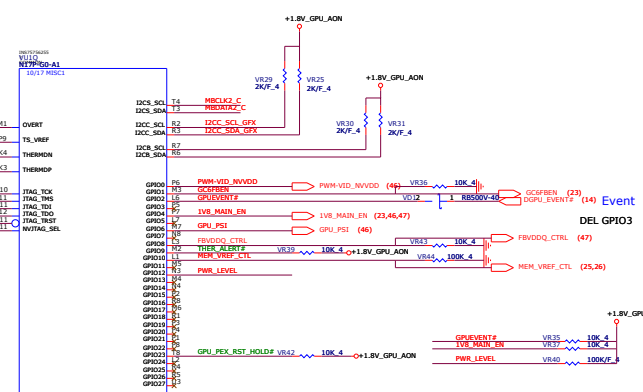 +1.8V_GPU_AON
VU1O
N17P-G0-A1
10/17 MISC1
+1.8V_GPU_AON
VR29
2K/F_4
VR25
2K/F_4
VR30
2K/F_4
VR31
2K/F_4
I2CS_SCL T4 MBCLK2_C
I2CS_SDA T3 MBDATA2_C
OVERT
I2CC_SCL R2 I2CC_SCL_GFX
I2CC_SDA R3 I2CC_SDA_GFX
TS_VREF
I2CB_SCL R7
I2CB_SDA R6
THERMDN
THERMDP
JTAG_TCK
JTAG_TMS
JTAG_TDI
JTAG_TDO
JTAG_TRST
NVJTAG_SEL
GPIO0 P6 PWM-VID_NVVDD PWM-VID_NVVDD VR36 10K_4
GPIO1 M3 GC6FBEN GC6FBEN (23)
GPIO2 L6 GPUEVENT# VD12 1 RB500V-40 DGPU_EVENT# (14) Event
GPIO3 P5
GPIO4 P7 1V8_MAIN_EN 1V8_MAIN_EN (23,46,47) DEL GPIO3
GPIO5 L7
GPIO6 M7 GPU_PSI GPU_PSI (46)
GPIO7 N8
GPIO8 L3 FBVDDQ_CTRL VR43 10K_4 FBVDDQ_CTRL (47)
GPIO9 M2 THER_ALERT# VR39 10K_4 +1.8V_GPU_AON
GPIO10 L1 MEM_VREF_CTL VR44 100K_4 MEM_VREF_CTL (25,26)
GPIO11 M5
GPIO12 N3 PWR_LEVEL
GPIO13 M4
GPIO14 N4
GPIO15 P2
GPIO16 R8
GPIO17 M6
GPIO18 R1
GPIO19 P3
GPIO20 P4
GPIO21 P1
GPIO22 P8
GPIO23 T8 GPU_PEX_RST_HOLD# VR42 10K_4 +1.8V_GPU_AON
GPIO24 L2
GPIO25 R4
GPIO26 R5
GPIO27 U3
GPUEVENT# VR35 10K_4
1V8_MAIN_EN VR37 10K_4
PWR_LEVEL VR40 100K/F_4